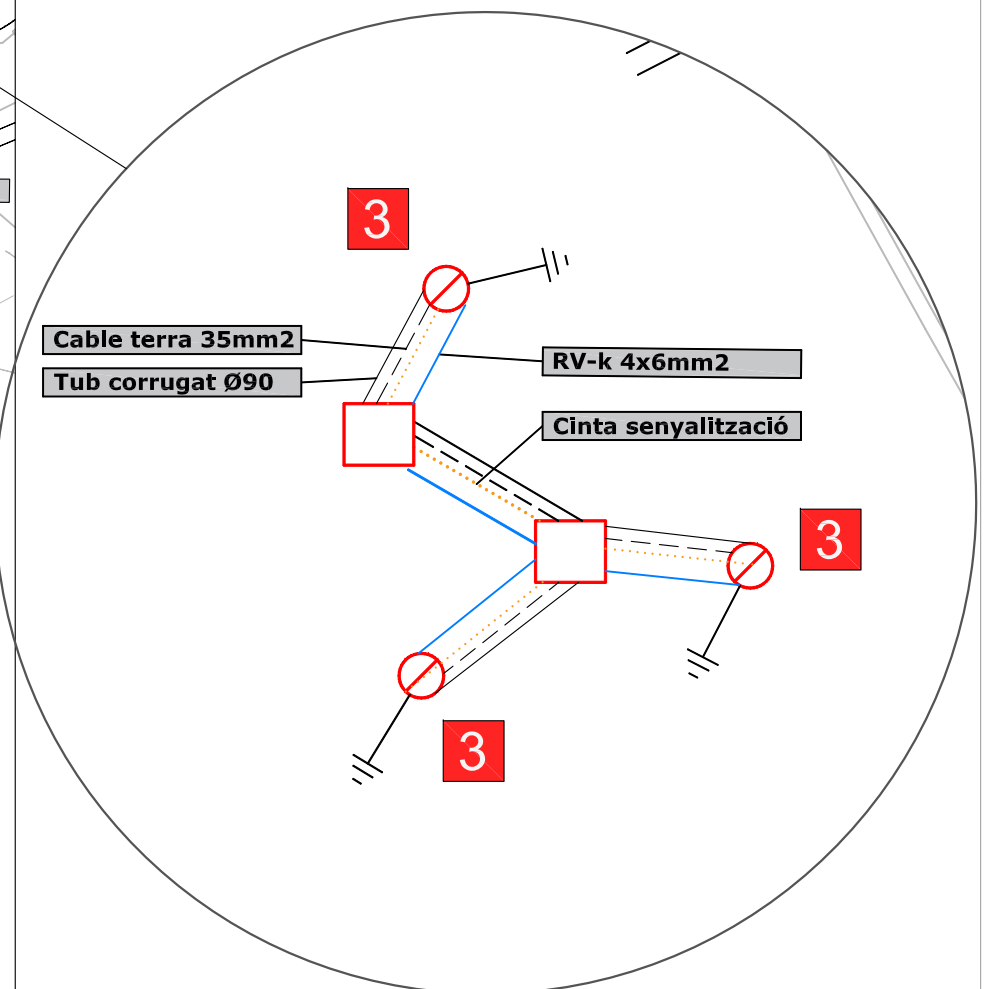 3
Cable terra 35mm2
RV-k 4x6mm2
Tub corrugat Ø90
Cinta senyalització
3
3